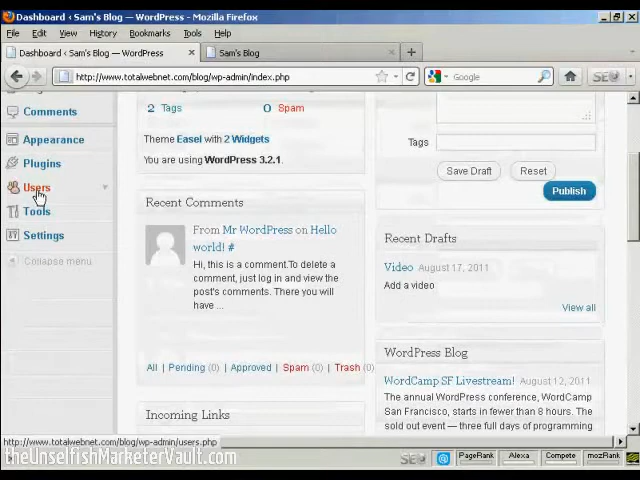 Dashboard ‹ Sam's Blog — WordPress - Mozilla Firefox
File Edit View History Bookmarks Tools Help
Dashboard ‹ Sam's Blog — WordPress × Sam's Blog × +
http://www.totalwebnet.com/blog/wp-admin/index.php Google SEO
Comments
Appearance
Plugins
Users
Tools
Settings
Collapse menu
2 Tags 0 Spam
Theme Easel with 2 Widgets
You are using WordPress 3.2.1.
Recent Comments
From Mr WordPress on Hello
world! #
Hi, this is a comment.To delete a
comment, just log in and view the
post's comments. There you will
have ...
All | Pending (0) | Approved | Spam (0) | Trash (0)
Incoming Links
Tags
Save Draft Reset
Publish
Recent Drafts
Video August 17, 2011
Add a video
View all
WordPress Blog
WordCamp SF Livestream! August 12, 2011
The annual WordPress conference, WordCamp
San Francisco, starts in fewer than 8 hours. The
sold out event — three full days of programming
http://www.totalwebnet.com/blog/wp-admin/users.php
theUnselfishMarketerVault.com
SEO PageRank Alexa Compete mozRank